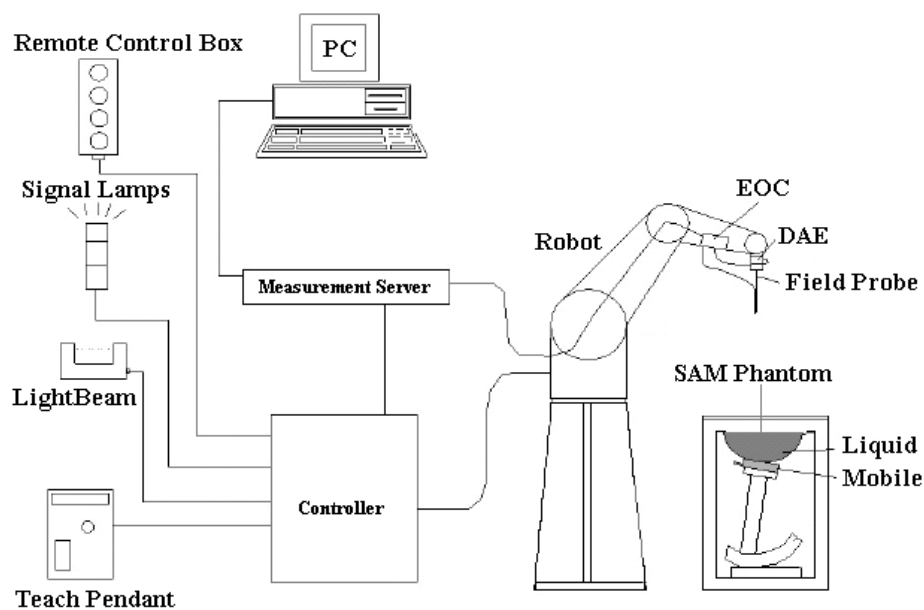 Remote Control Box
PC
Signal Lamps
EOC
Robot
DAE
Field Probe
Measurement Server
SAM Phantom
LightBeam
Liquid
Mobile
Controller
Teach Pendant